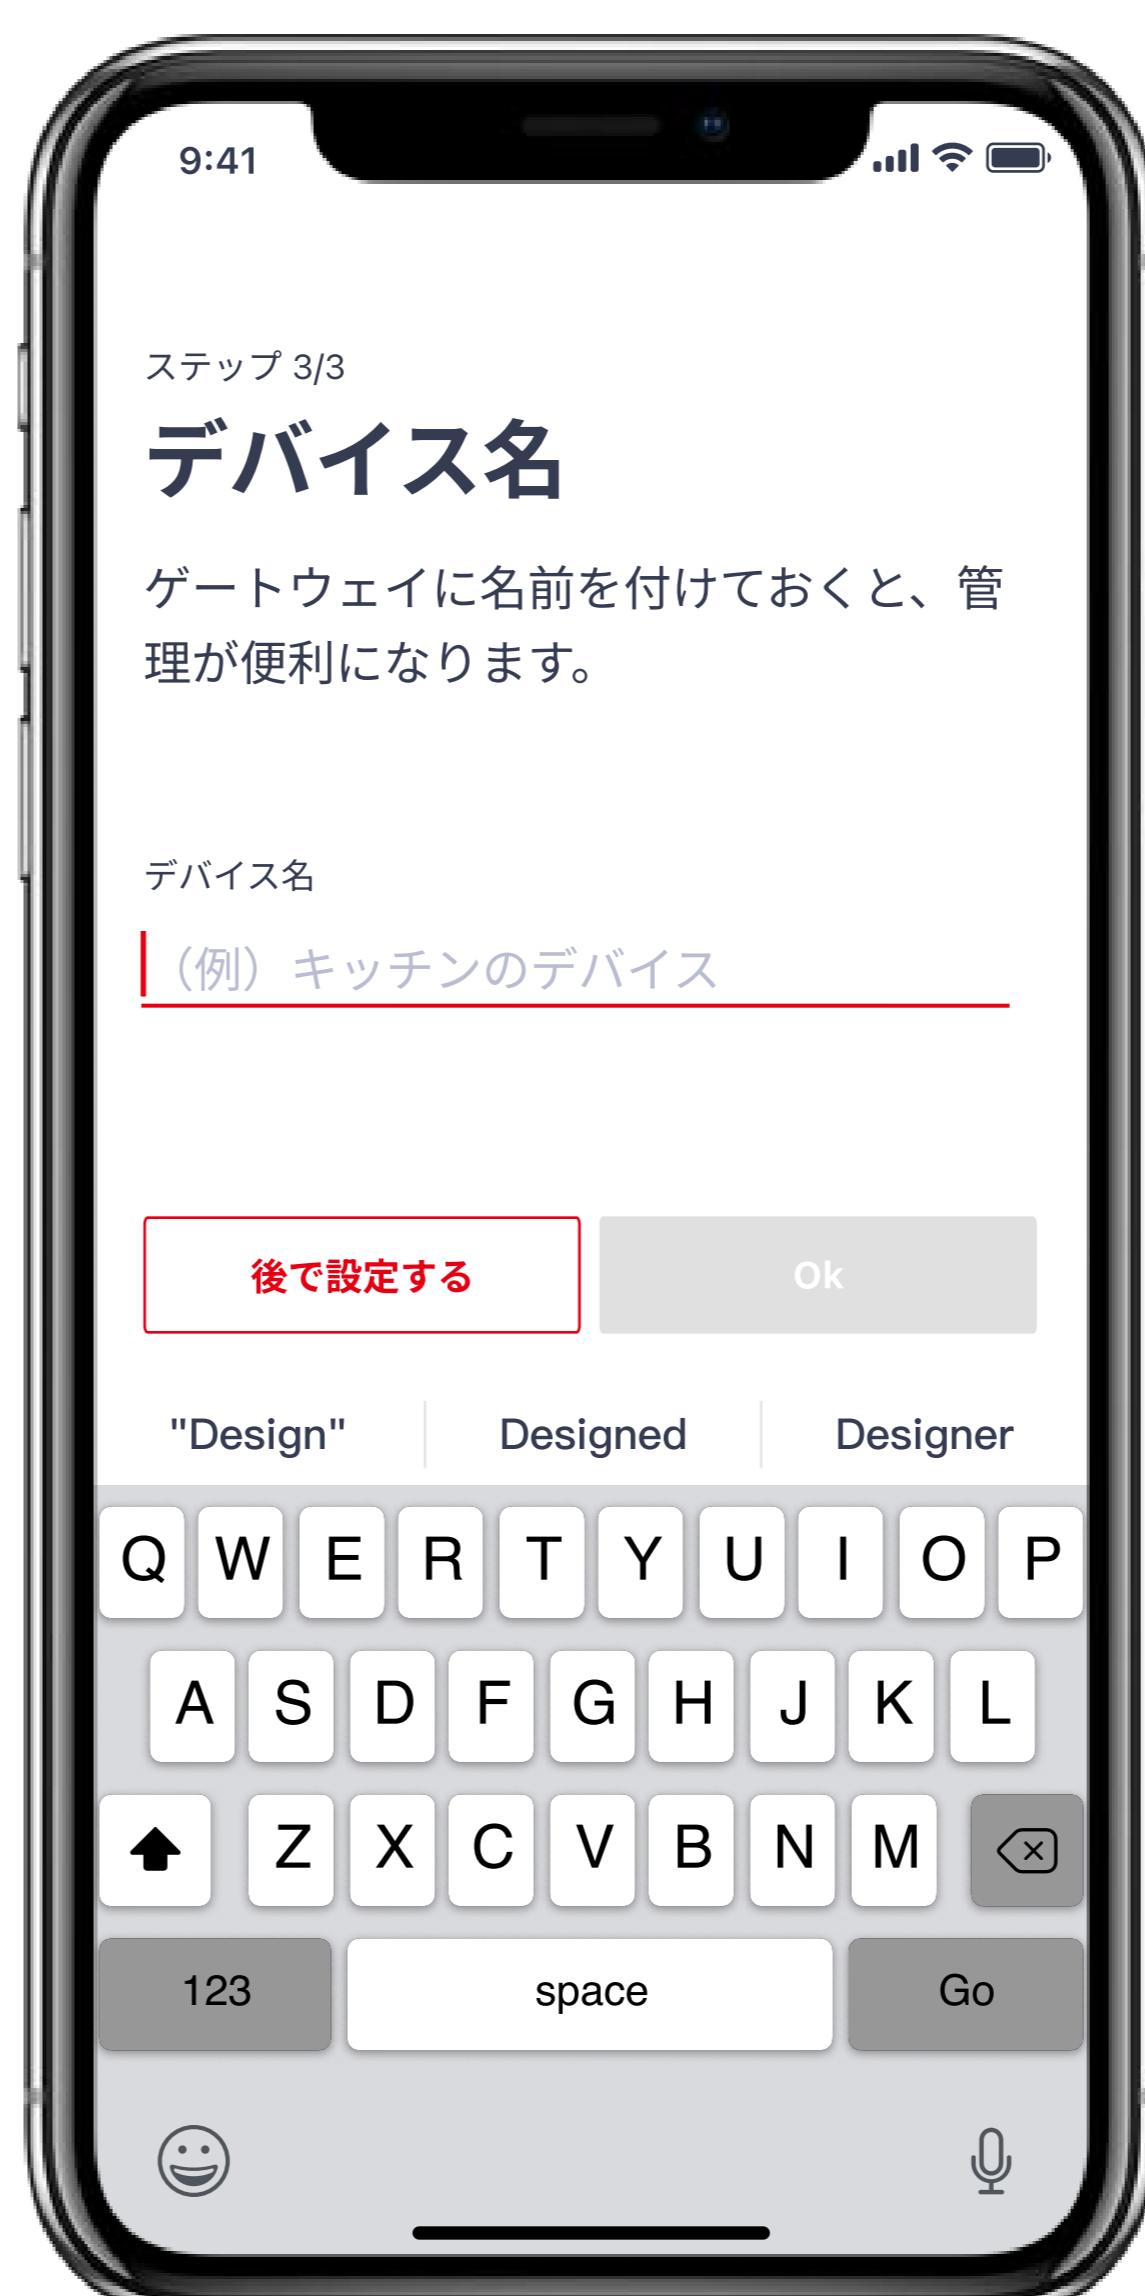 9:41
ステップ 3/3
デバイス名
ゲートウェイに名前を付けておくと、管
理が便利になります。
デバイス名
（例）キッチンのデバイス
後で設定する
Ok
"Design"
Designed
Designer
Q W E R T Y U I O P
A S D F G H J K L
Z X C V B N M
123
space
Go